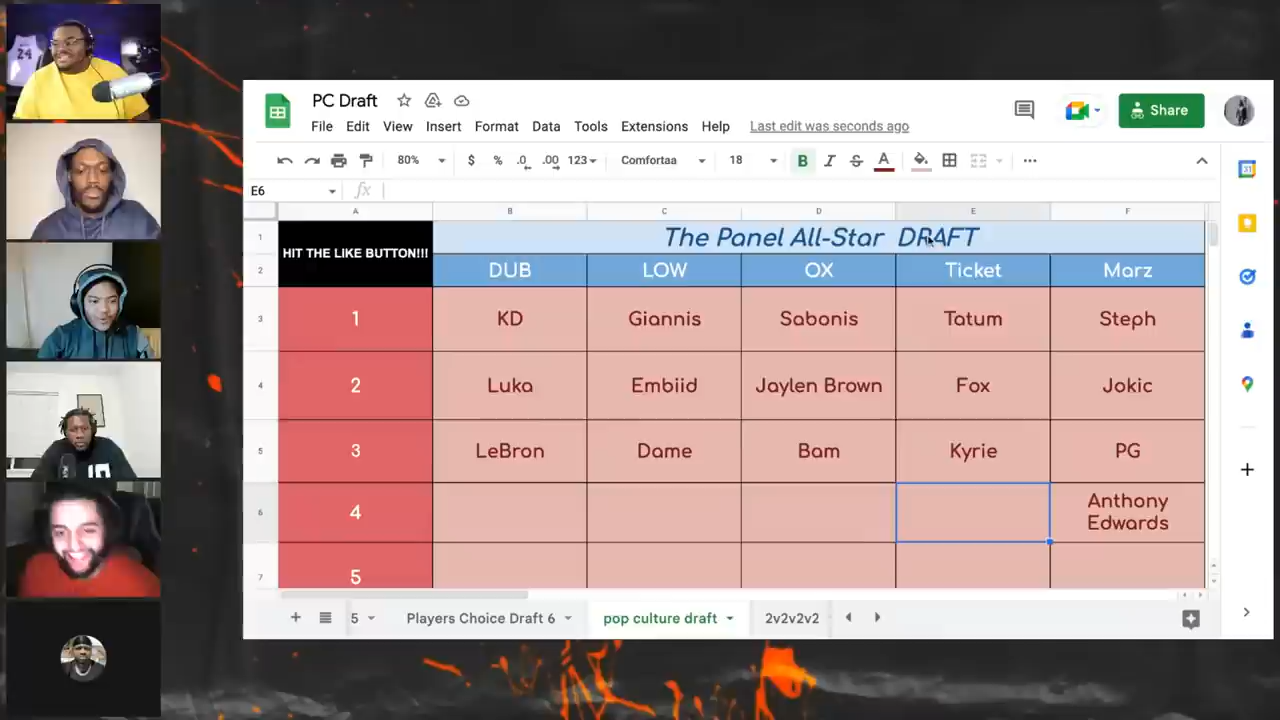 24
PC Draft
Share
File Edit View Insert Format Data Tools Extensions Help Last edit was seconds ago
80% $ % .0 .00 123 Comfortaa 18 B I S A
E6 fx
A B C D E F
1 HIT THE LIKE BUTTON!!! The Panel All-Star DRAFT
2 DUB LOW OX Ticket Marz
3 1 KD Giannis Sabonis Tatum Steph
4 2 Luka Embiid Jaylen Brown Fox Jokic
5 3 LeBron Dame Bam Kyrie PG
6 4 Anthony
Edwards
7 5
5 Players Choice Draft 6 pop culture draft 2v2v2v2
31